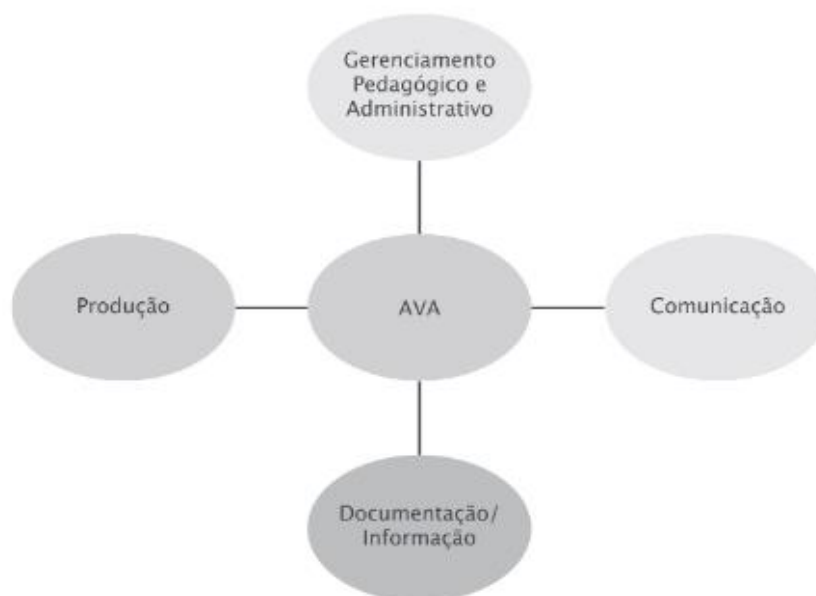 Gerenciamento
Pedagógico e
Administrativo
Produção
AVA
Comunicação
Documentação/
Informação